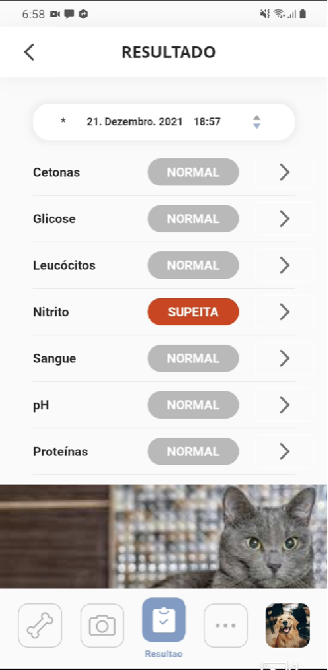 6:58
RESULTADO
* 21. Dezembro. 2021 18:57
Cetonas NORMAL
Glicose NORMAL
Leucócitos NORMAL
Nitrito SUPEITA
Sangue NORMAL
pH NORMAL
Proteínas NORMAL
Resultao